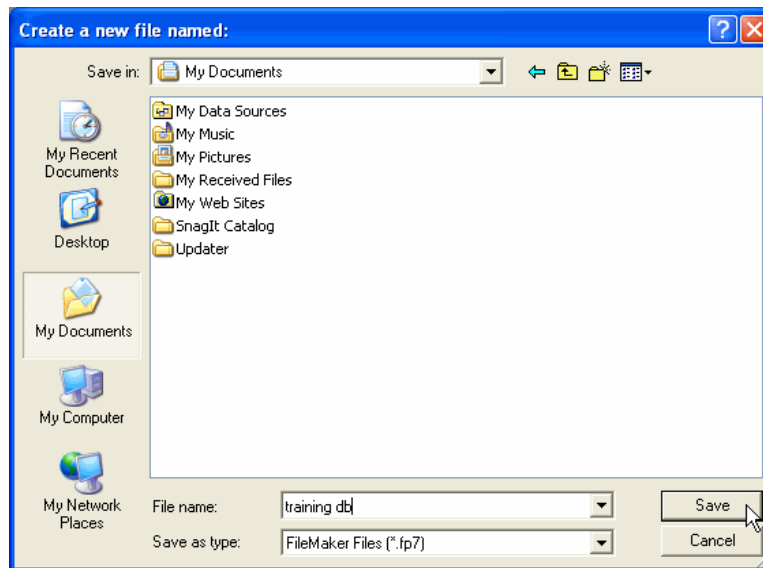 Create a new file named:
Save in: My Documents
My Data Sources
My Music
My Pictures
My Received Files
My Web Sites
SnagIt Catalog
Updater
My Recent
Documents
Desktop
My Documents
My Computer
My Network
Places
File name: training db Save
Save as type: FileMaker Files (*.fp7) Cancel